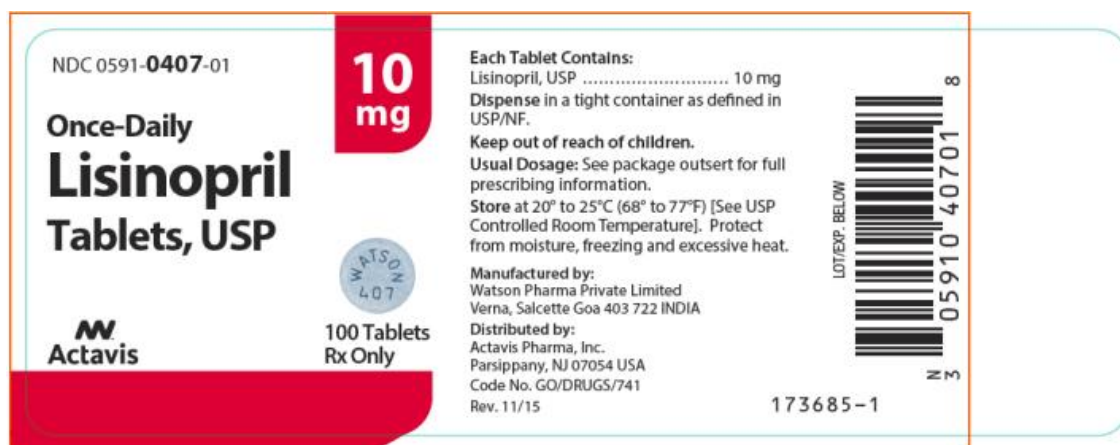 NDC 0591-0407-01
10
mg
Once-Daily
Lisinopril
Tablets, USP
WATSON
407
100 Tablets
Rx Only
Actavis
Each Tablet Contains:
Lisinopril, USP ........................... 10 mg
Dispense in a tight container as defined in
USP/NF.
Keep out of reach of children.
Usual Dosage: See package outsert for full
prescribing information.
Store at 20° to 25°C (68° to 77°F) [See USP
Controlled Room Temperature]. Protect
from moisture, freezing and excessive heat.
Manufactured by:
Watson Pharma Private Limited
Verna, Salcette Goa 403 722 INDIA
Distributed by:
Actavis Pharma, Inc.
Parsippany, NJ 07054 USA
Code No. GO/DRUGS/741
Rev. 11/15
173685-1
LOT/EXP. BELOW
N
3 05910 40701 8